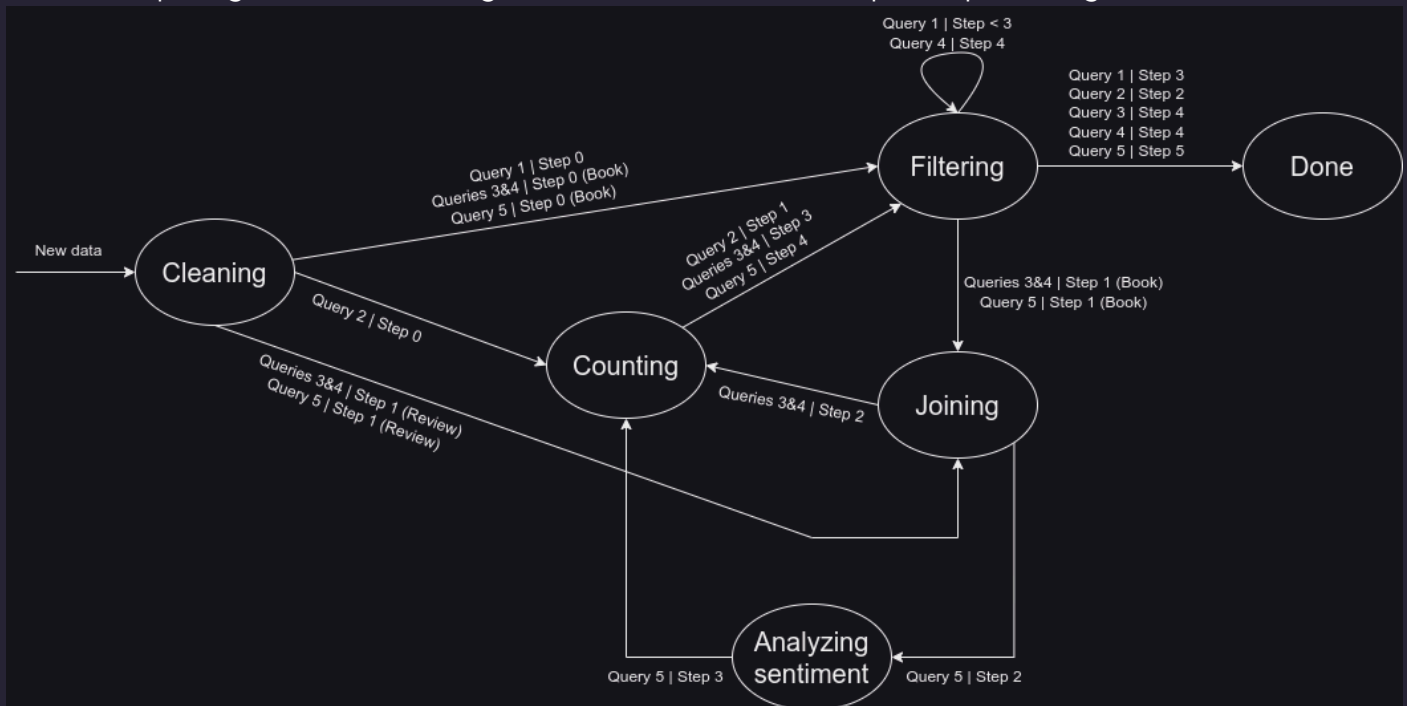 Query 1 | Step < 3
Query 4 | Step 4
Query 1 | Step 3
Query 2 | Step 2
Query 3 | Step 4
Query 4 | Step 4
Query 5 | Step 5
Filtering
Done
Query 1 | Step 0
Queries 3&4 | Step 0 (Book)
Query 5 | Step 0 (Book)
New data
Cleaning
Query 2 | Step 1
Queries 3&4 | Step 3
Query 5 | Step 4
Queries 3&4 | Step 1 (Book)
Query 5 | Step 1 (Book)
Query 2 | Step 0
Counting
Queries 3&4 | Step 2
Joining
Queries 3&4 | Step 1 (Review)
Query 5 | Step 1 (Review)
Analyzing
sentiment
Query 5 | Step 3
Query 5 | Step 2